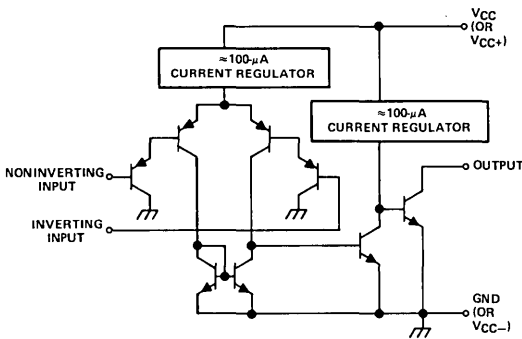 VCC
(OR
VCC+)
≈100-μA
CURRENT REGULATOR
≈100-μA
CURRENT REGULATOR
OUTPUT
NONINVERTING
INPUT
INVERTING
INPUT
GND
(OR
VCC−)